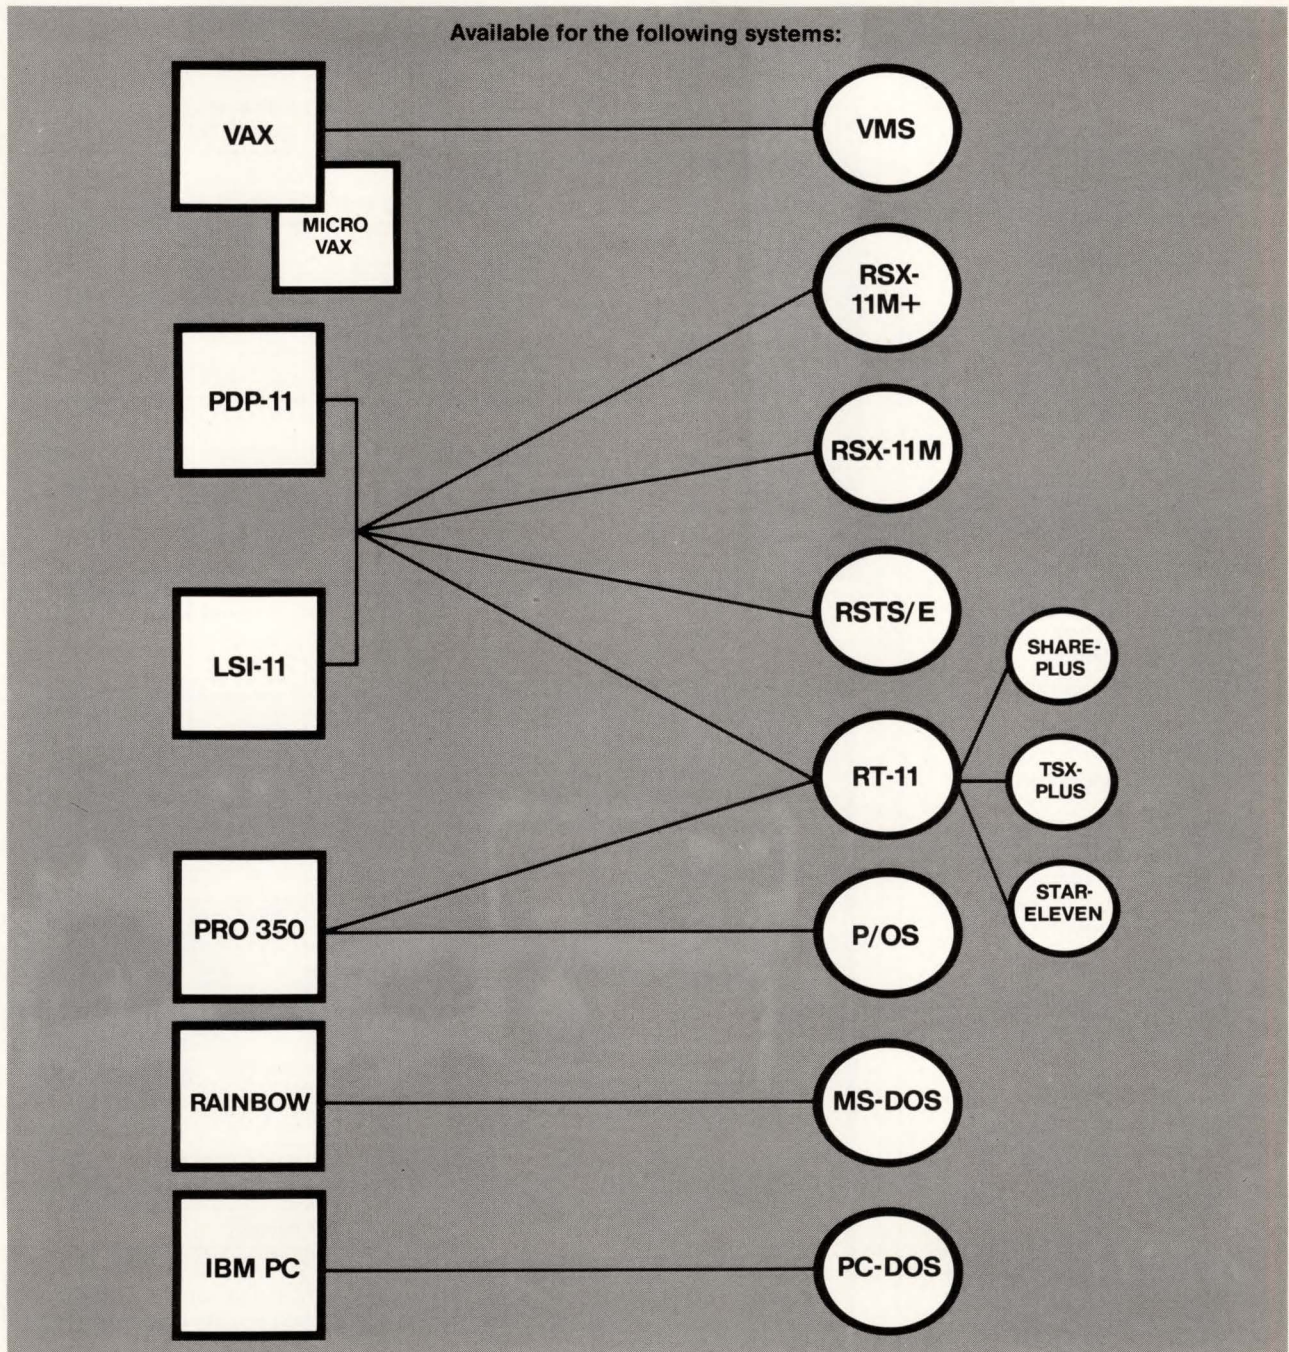 Available for the following systems:
VAX
VMS
MICRO
VAX
RSX-
11M+
PDP-11
RSX-11M
RSTS/E
SHARE-
PLUS
LSI-11
RT-11
TSX-
PLUS
STAR-
ELEVEN
PRO 350
P/OS
RAINBOW
MS-DOS
IBM PC
PC-DOS